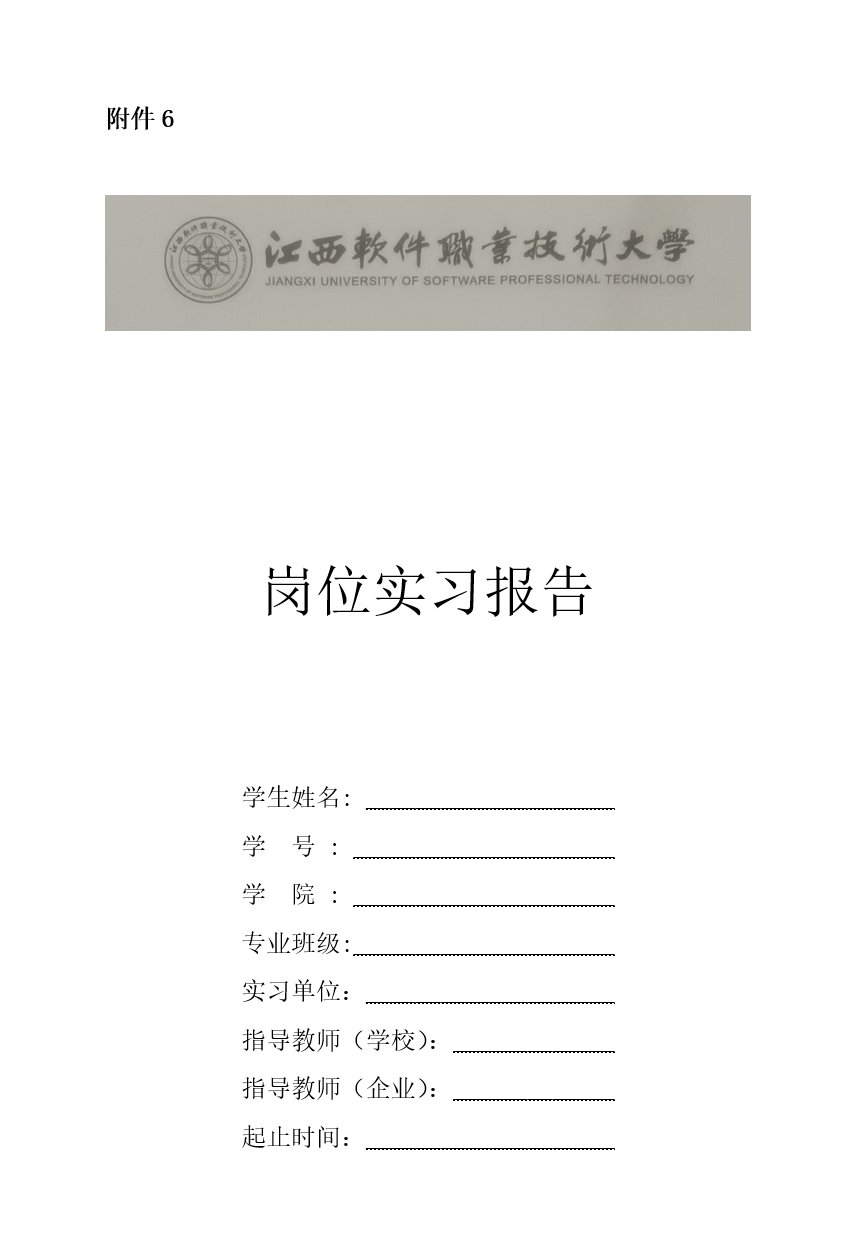 附件 6
江西軟件職業技術大學
JIANGXI UNIVERSITY OF SOFTWARE PROFESSIONAL TECHNOLOGY
岗位实习报告
学生姓名:
学 号 :
学 院 :
专业班级:
实习单位:
指导教师（学校）:
指导教师（企业）:
起止时间: